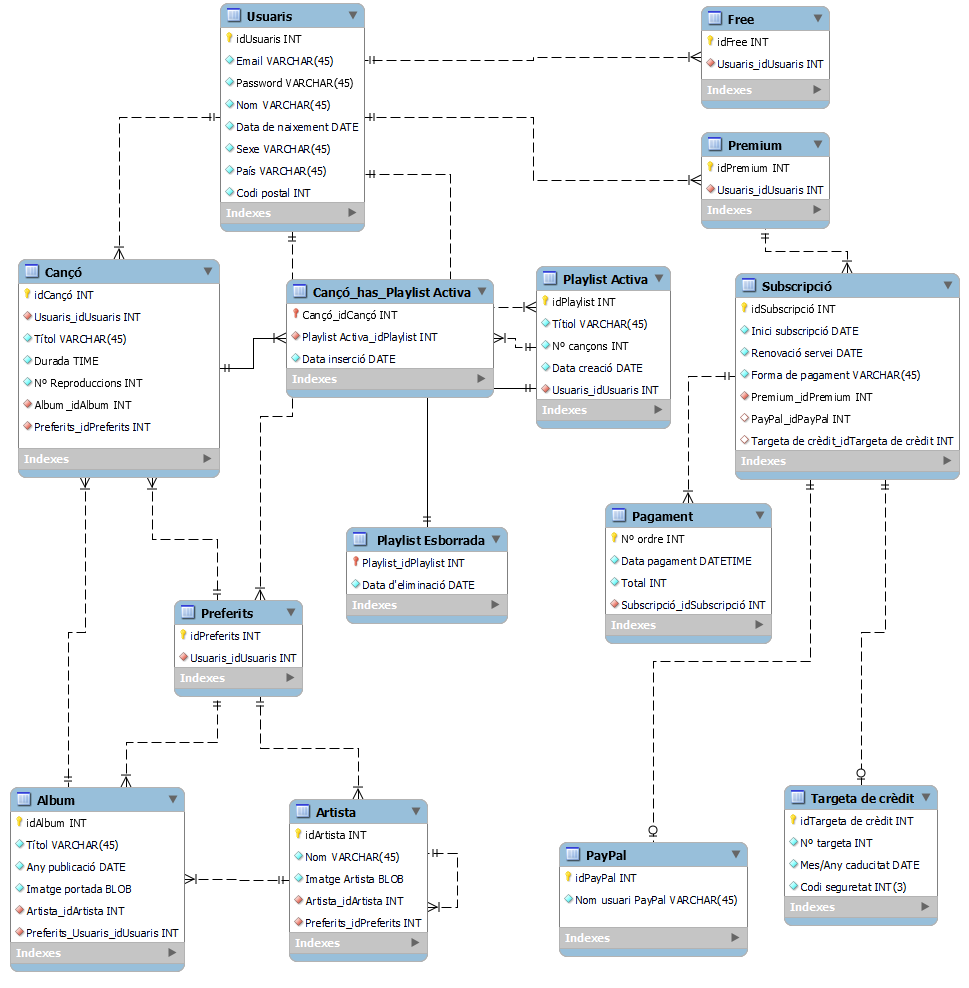 Usuaris
idUsuaris INT
Email VARCHAR(45)
Password VARCHAR(45)
Nom VARCHAR(45)
Data de naixement DATE
Sexe VARCHAR(45)
País VARCHAR(45)
Codi postal INT
Indexes
Free
idFree INT
Usuaris_idUsuaris INT
Indexes
Premium
idPremium INT
Usuaris_idUsuaris INT
Indexes
Cançó
idCançó INT
Usuaris_idUsuaris INT
Títol VARCHAR(45)
Durada TIME
Nº Reproduccions INT
Album_idAlbum INT
Preferits_idPreferits INT
Indexes
Cançó_has_Playlist Activa
Cançó_idCançó INT
Playlist Activa_idPlaylist INT
Data inserció DATE
Indexes
Playlist Activa
idPlaylist INT
Títiol VARCHAR(45)
Nº cançons INT
Data creació DATE
Usuaris_idUsuaris INT
Indexes
Subscripció
idSubscripció INT
Inici subscripció DATE
Renovació servei DATE
Forma de pagament VARCHAR(45)
Premium_idPremium INT
PayPal_idPayPal INT
Targeta de crèdit_idTargeta de crèdit INT
Indexes
Pagament
Nº ordre INT
Data pagament DATETIME
Total INT
Subscripció_idSubscripció INT
Indexes
Playlist Esborrada
Playlist_idPlaylist INT
Data d'eliminació DATE
Indexes
Preferits
idPreferits INT
Usuaris_idUsuaris INT
Indexes
Album
idAlbum INT
Títol VARCHAR(45)
Any publicació DATE
Imatge portada BLOB
Artista_idArtista INT
Preferits_Usuaris_idUsuaris INT
Indexes
Artista
idArtista INT
Nom VARCHAR(45)
Imatge Artista BLOB
Artista_idArtista INT
Preferits_idPreferits INT
Indexes
PayPal
idPayPal INT
Nom usuari PayPal VARCHAR(45)
Indexes
Targeta de crèdit
idTargeta de crèdit INT
Nº targeta INT
Mes/Any caducitat DATE
Codi seguretat INT(3)
Indexes